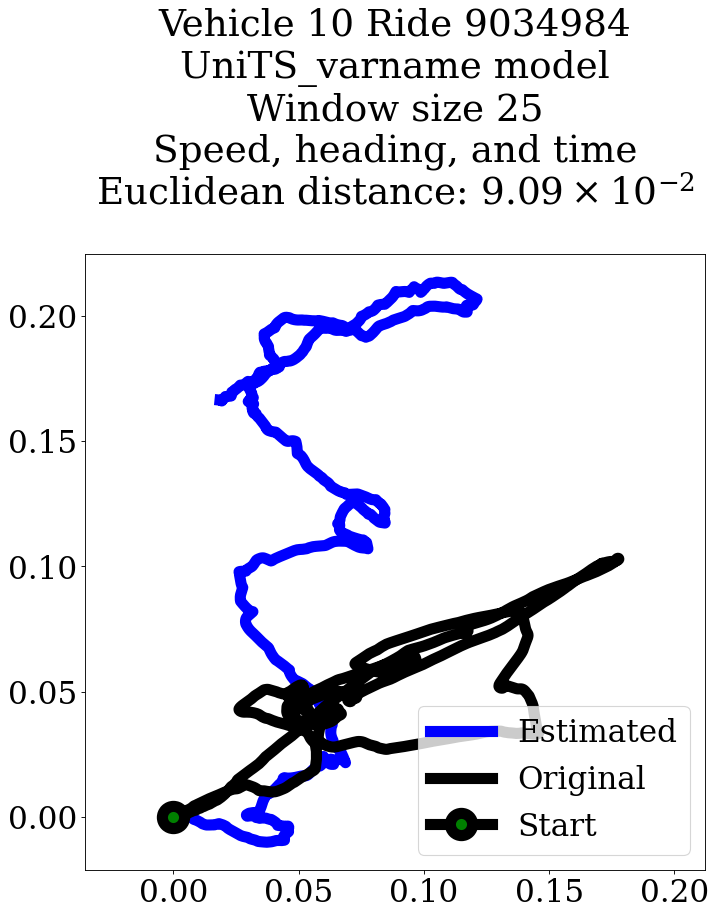 Vehicle 10 Ride 9034984
UniTS_varname model
Window size 25
Speed, heading, and time
Euclidean distance: 9.09 × 10⁻²
0.20
0.15
0.10
0.05
0.00
Estimated
Original
Start
0.00 0.05 0.10 0.15 0.20